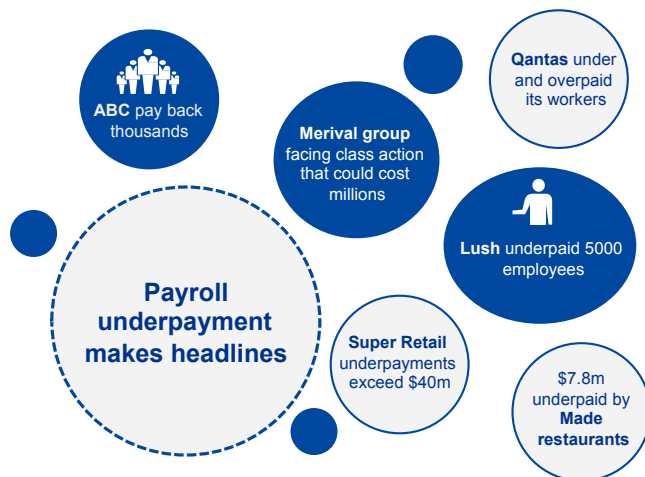 ABC pay back
thousands
Merival group
facing class action
that could cost
millions
Qantas under
and overpaid
its workers
Lush underpaid 5000
employees
Payroll
underpayment
makes headlines
Super Retail
underpayments
exceed $40m
$7.8m
underpaid by
Made
restaurants